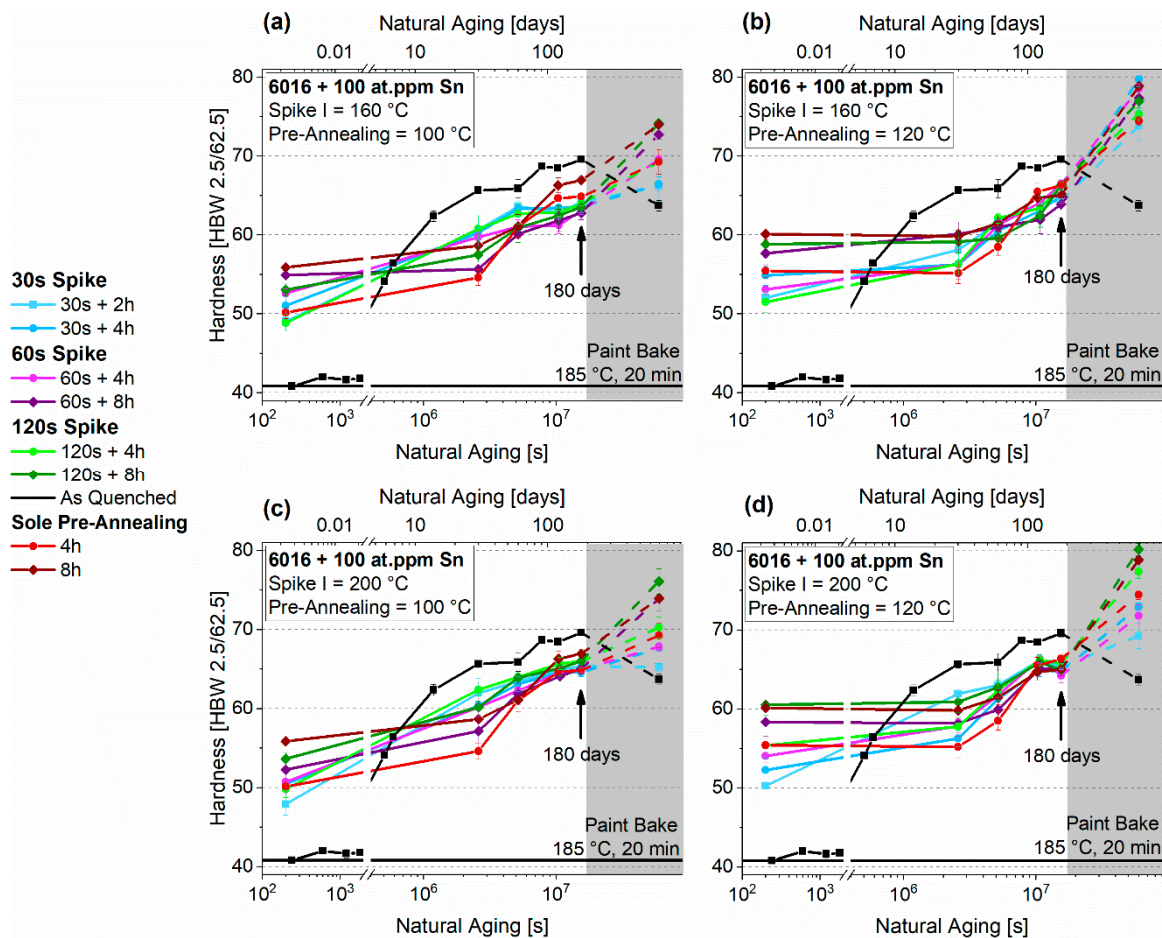 (a)
Natural Aging [days]
0.01 1 100
6016 + 100 at.ppm Sn
Spike I = 160 °C
Pre-Annealing = 100 °C
180 days
Paint Bake
185 °C, 20 min
Hardness [HBW 2.5/62.5]
80
70
60
50
40
10² 10³ 10⁶ 10⁷
Natural Aging [s]
(b)
Natural Aging [days]
0.01 1 100
6016 + 100 at.ppm Sn
Spike I = 160 °C
Pre-Annealing = 120 °C
180 days
Paint Bake
185 °C, 20 min
80
70
60
50
40
10² 10³ 10⁶ 10⁷
Natural Aging [s]
30s Spike
30s + 2h
30s + 4h
60s Spike
60s + 4h
60s + 8h
120s Spike
120s + 4h
120s + 8h
As Quenched
Sole Pre-Annealing
4h
8h
(c)
Natural Aging [days]
0.01 1 100
6016 + 100 at.ppm Sn
Spike I = 200 °C
Pre-Annealing = 100 °C
180 days
Paint Bake
185 °C, 20 min
Hardness [HBW 2.5/62.5]
80
70
60
50
40
10² 10³ 10⁶ 10⁷
Natural Aging [s]
(d)
Natural Aging [days]
0.01 1 100
6016 + 100 at.ppm Sn
Spike I = 200 °C
Pre-Annealing = 120 °C
180 days
Paint Bake
185 °C, 20 min
80
70
60
50
40
10² 10³ 10⁶ 10⁷
Natural Aging [s]